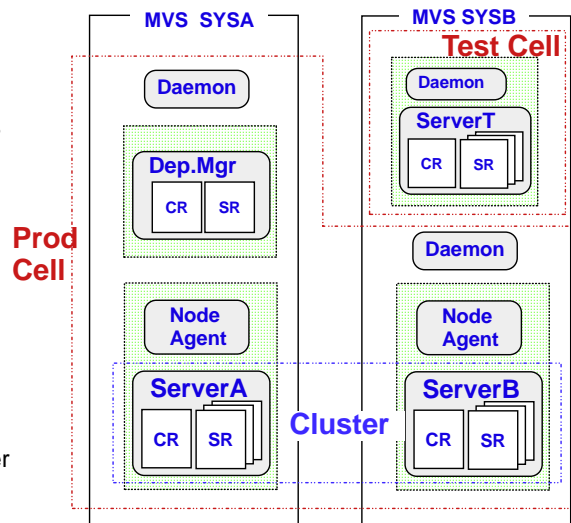 MVS SYSA
MVS SYSB
Test Cell
Daemon
Daemon
ServerT
CR
SR
Dep.Mgr
CR
SR
Prod
Cell
Daemon
Node
Agent
Node
Agent
ServerA
CR
SR
Cluster
ServerB
CR
SR
er